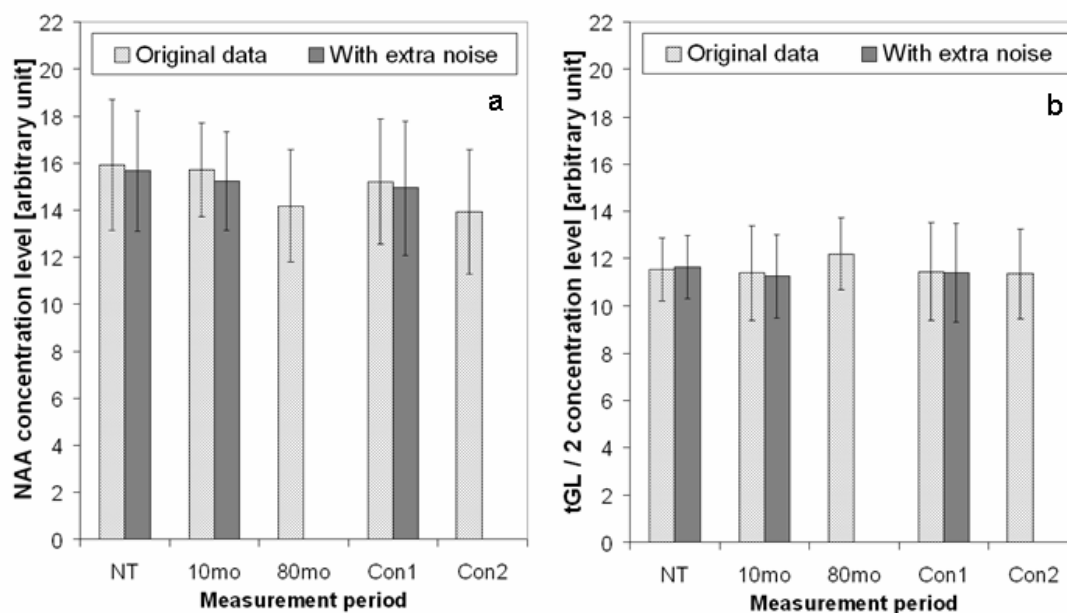 NAA concentration level [arbitrary unit]
22
20
18
16
14
12
10
8
6
4
2
0
Original data With extra noise
a
NT 10mo 80mo Con1 Con2
Measurement period
tGL / 2 concentration level [arbitrary unit]
22
20
18
16
14
12
10
8
6
4
2
0
Original data With extra noise
b
NT 10mo 80mo Con1 Con2
Measurement period